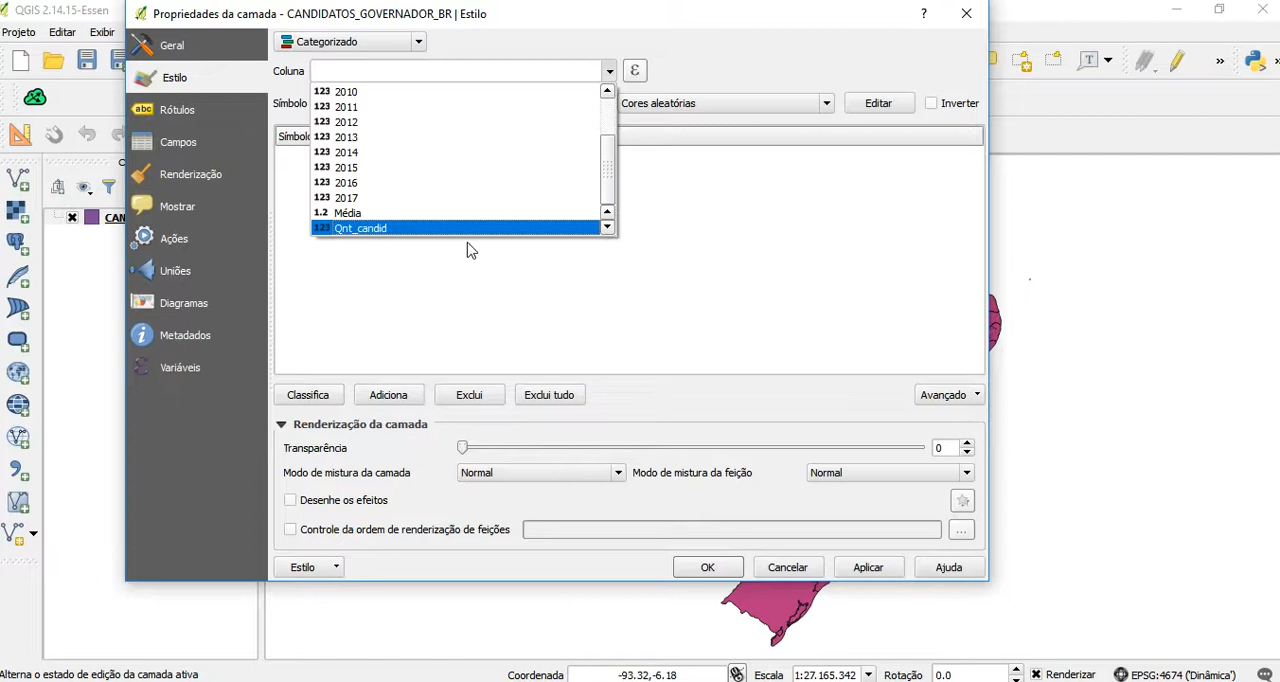 QGIS 2.14.15-Essen
Propriedades da camada - CANDIDATOS_GOVERNADOR_BR | Estilo
?
Projeto Editar Exibir
Geral
Estilo
Rótulos
Campos
Renderização
Mostrar
Ações
Uniões
Diagramas
Metadados
Variáveis
Categorizado
Coluna
ε
Símbolo
Cores aleatórias
Editar
Inverter
Símbolo
123 2010
123 2011
123 2012
123 2013
123 2014
123 2015
123 2016
123 2017
1.2 Média
123 Qnt_candid
CAN
Classifica
Adiciona
Exclui
Exclui tudo
Avançado
Renderização da camada
Transparência
0
Modo de mistura da camada
Normal
Modo de mistura da feição
Normal
Desenhe os efeitos
Controle da ordem de renderização de feições
...
Estilo
OK
Cancelar
Aplicar
Ajuda
Alterna o estado de edição da camada ativa
Coordenada
-93.32,-6.18
Escala
1:27.165.342
Rotação
0.0
Renderizar
EPSG:4674 ('Dinâmica')